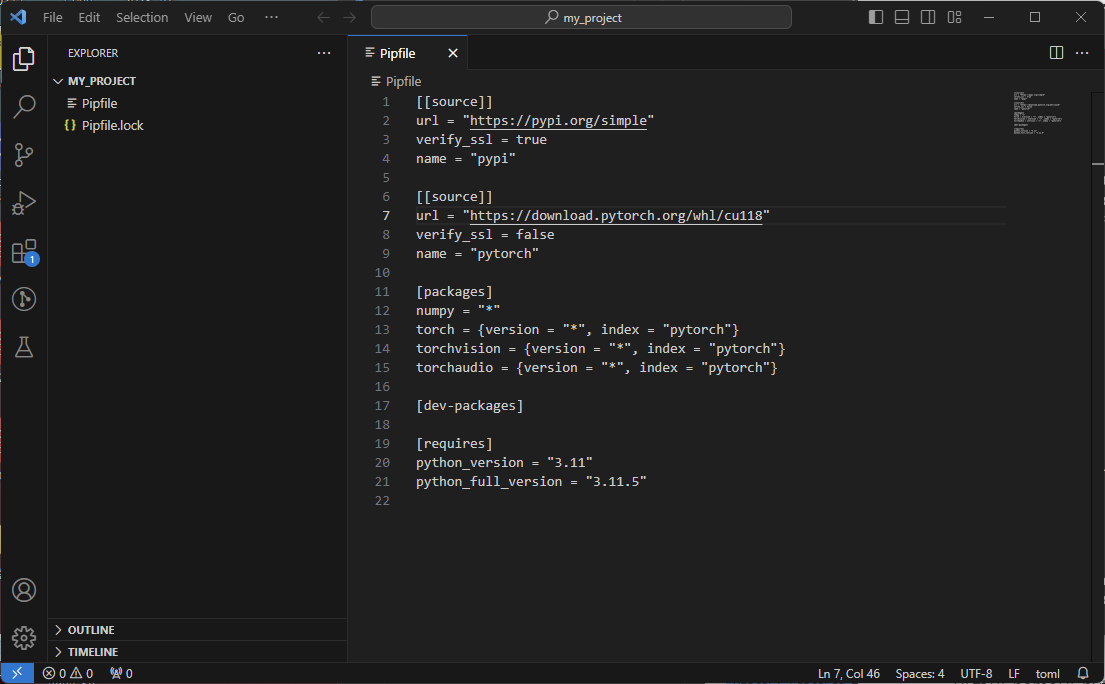 File Edit Selection View Go ··· my_project
EXPLORER ···
MY_PROJECT
Pipfile
{} Pipfile.lock
1
OUTLINE
TIMELINE
Pipfile
Pipfile
1 [[source]]
2 url = "https://pypi.org/simple"
3 verify_ssl = true
4 name = "pypi"
5
6 [[source]]
7 url = "https://download.pytorch.org/whl/cu118"
8 verify_ssl = false
9 name = "pytorch"
10
11 [packages]
12 numpy = "*"
13 torch = {version = "*", index = "pytorch"}
14 torchvision = {version = "*", index = "pytorch"}
15 torchaudio = {version = "*", index = "pytorch"}
16
17 [dev-packages]
18
19 [requires]
20 python_version = "3.11"
21 python_full_version = "3.11.5"
22
0 0 0 Ln 7, Col 46 Spaces: 4 UTF-8 LF toml